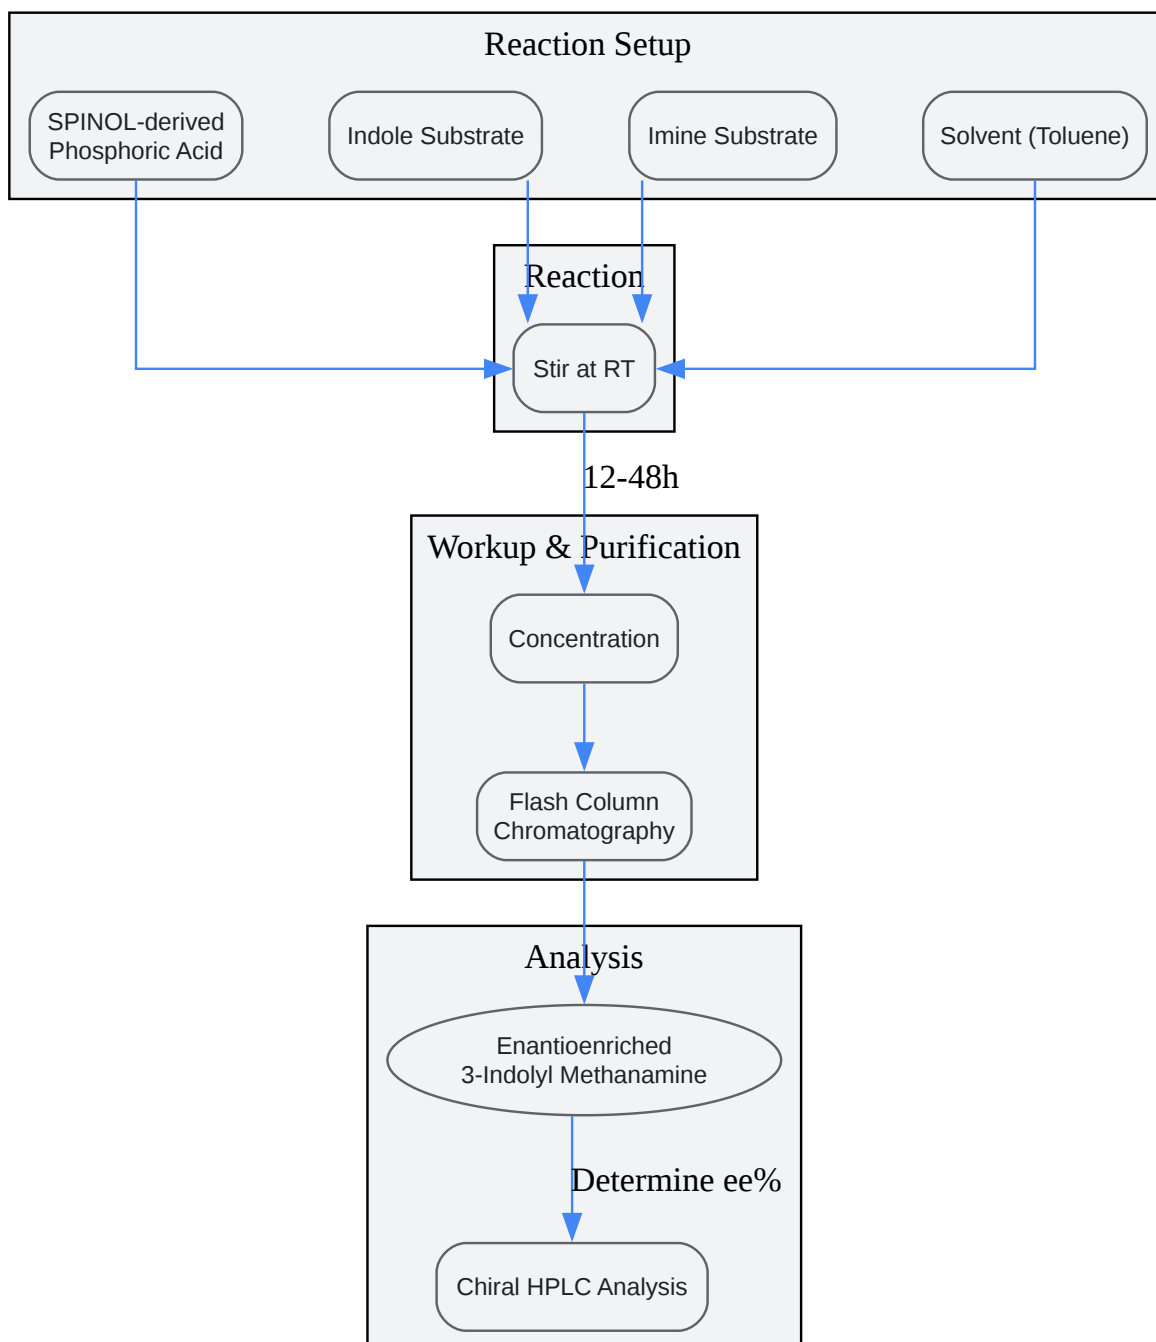 Reaction Setup
SPINOL-derived
Phosphoric Acid
Indole Substrate
Imine Substrate
Solvent (Toluene)
Reaction
Stir at RT
12-48h
Workup & Purification
Concentration
Flash Column
Chromatography
Analysis
Enantioenriched
3-Indolyl Methanamine
Determine ee%
Chiral HPLC Analysis